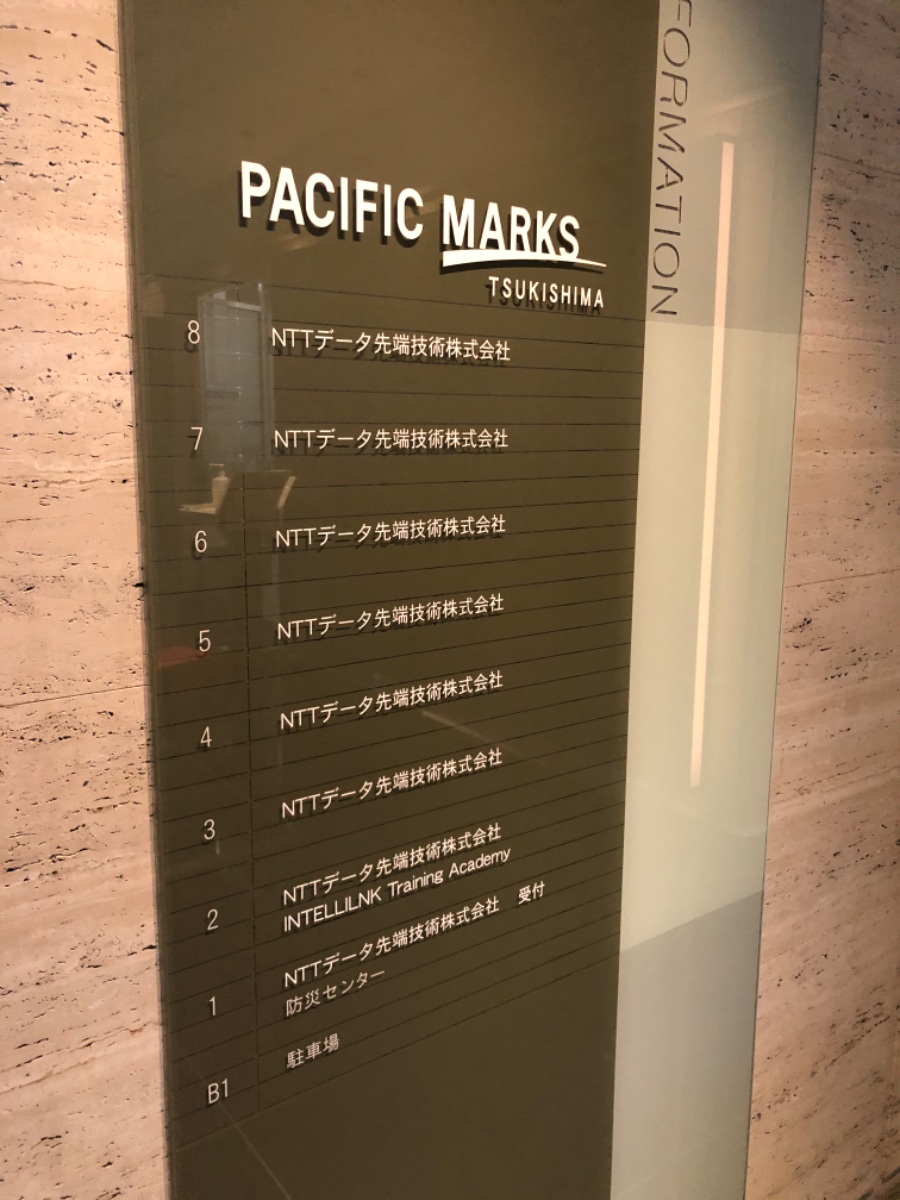 PACIFIC MARKS
TSUKISHIMA
FORMATION
8 NTTデータ先端技術株式会社
7 NTTデータ先端技術株式会社
6 NTTデータ先端技術株式会社
5 NTTデータ先端技術株式会社
4 NTTデータ先端技術株式会社
3 NTTデータ先端技術株式会社
2 NTTデータ先端技術株式会社
INTELLILNK Training Academy
1 NTTデータ先端技術株式会社 受付
防災センター
B1 駐車場